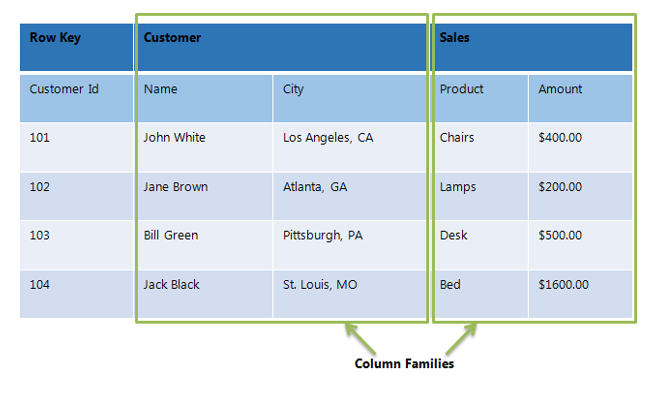 Row Key Customer Sales
Customer Id Name City Product Amount
101 John White Los Angeles, CA Chairs $400.00
102 Jane Brown Atlanta, GA Lamps $200.00
103 Bill Green Pittsburgh, PA Desk $500.00
104 Jack Black St. Louis, MO Bed $1600.00
Column Families